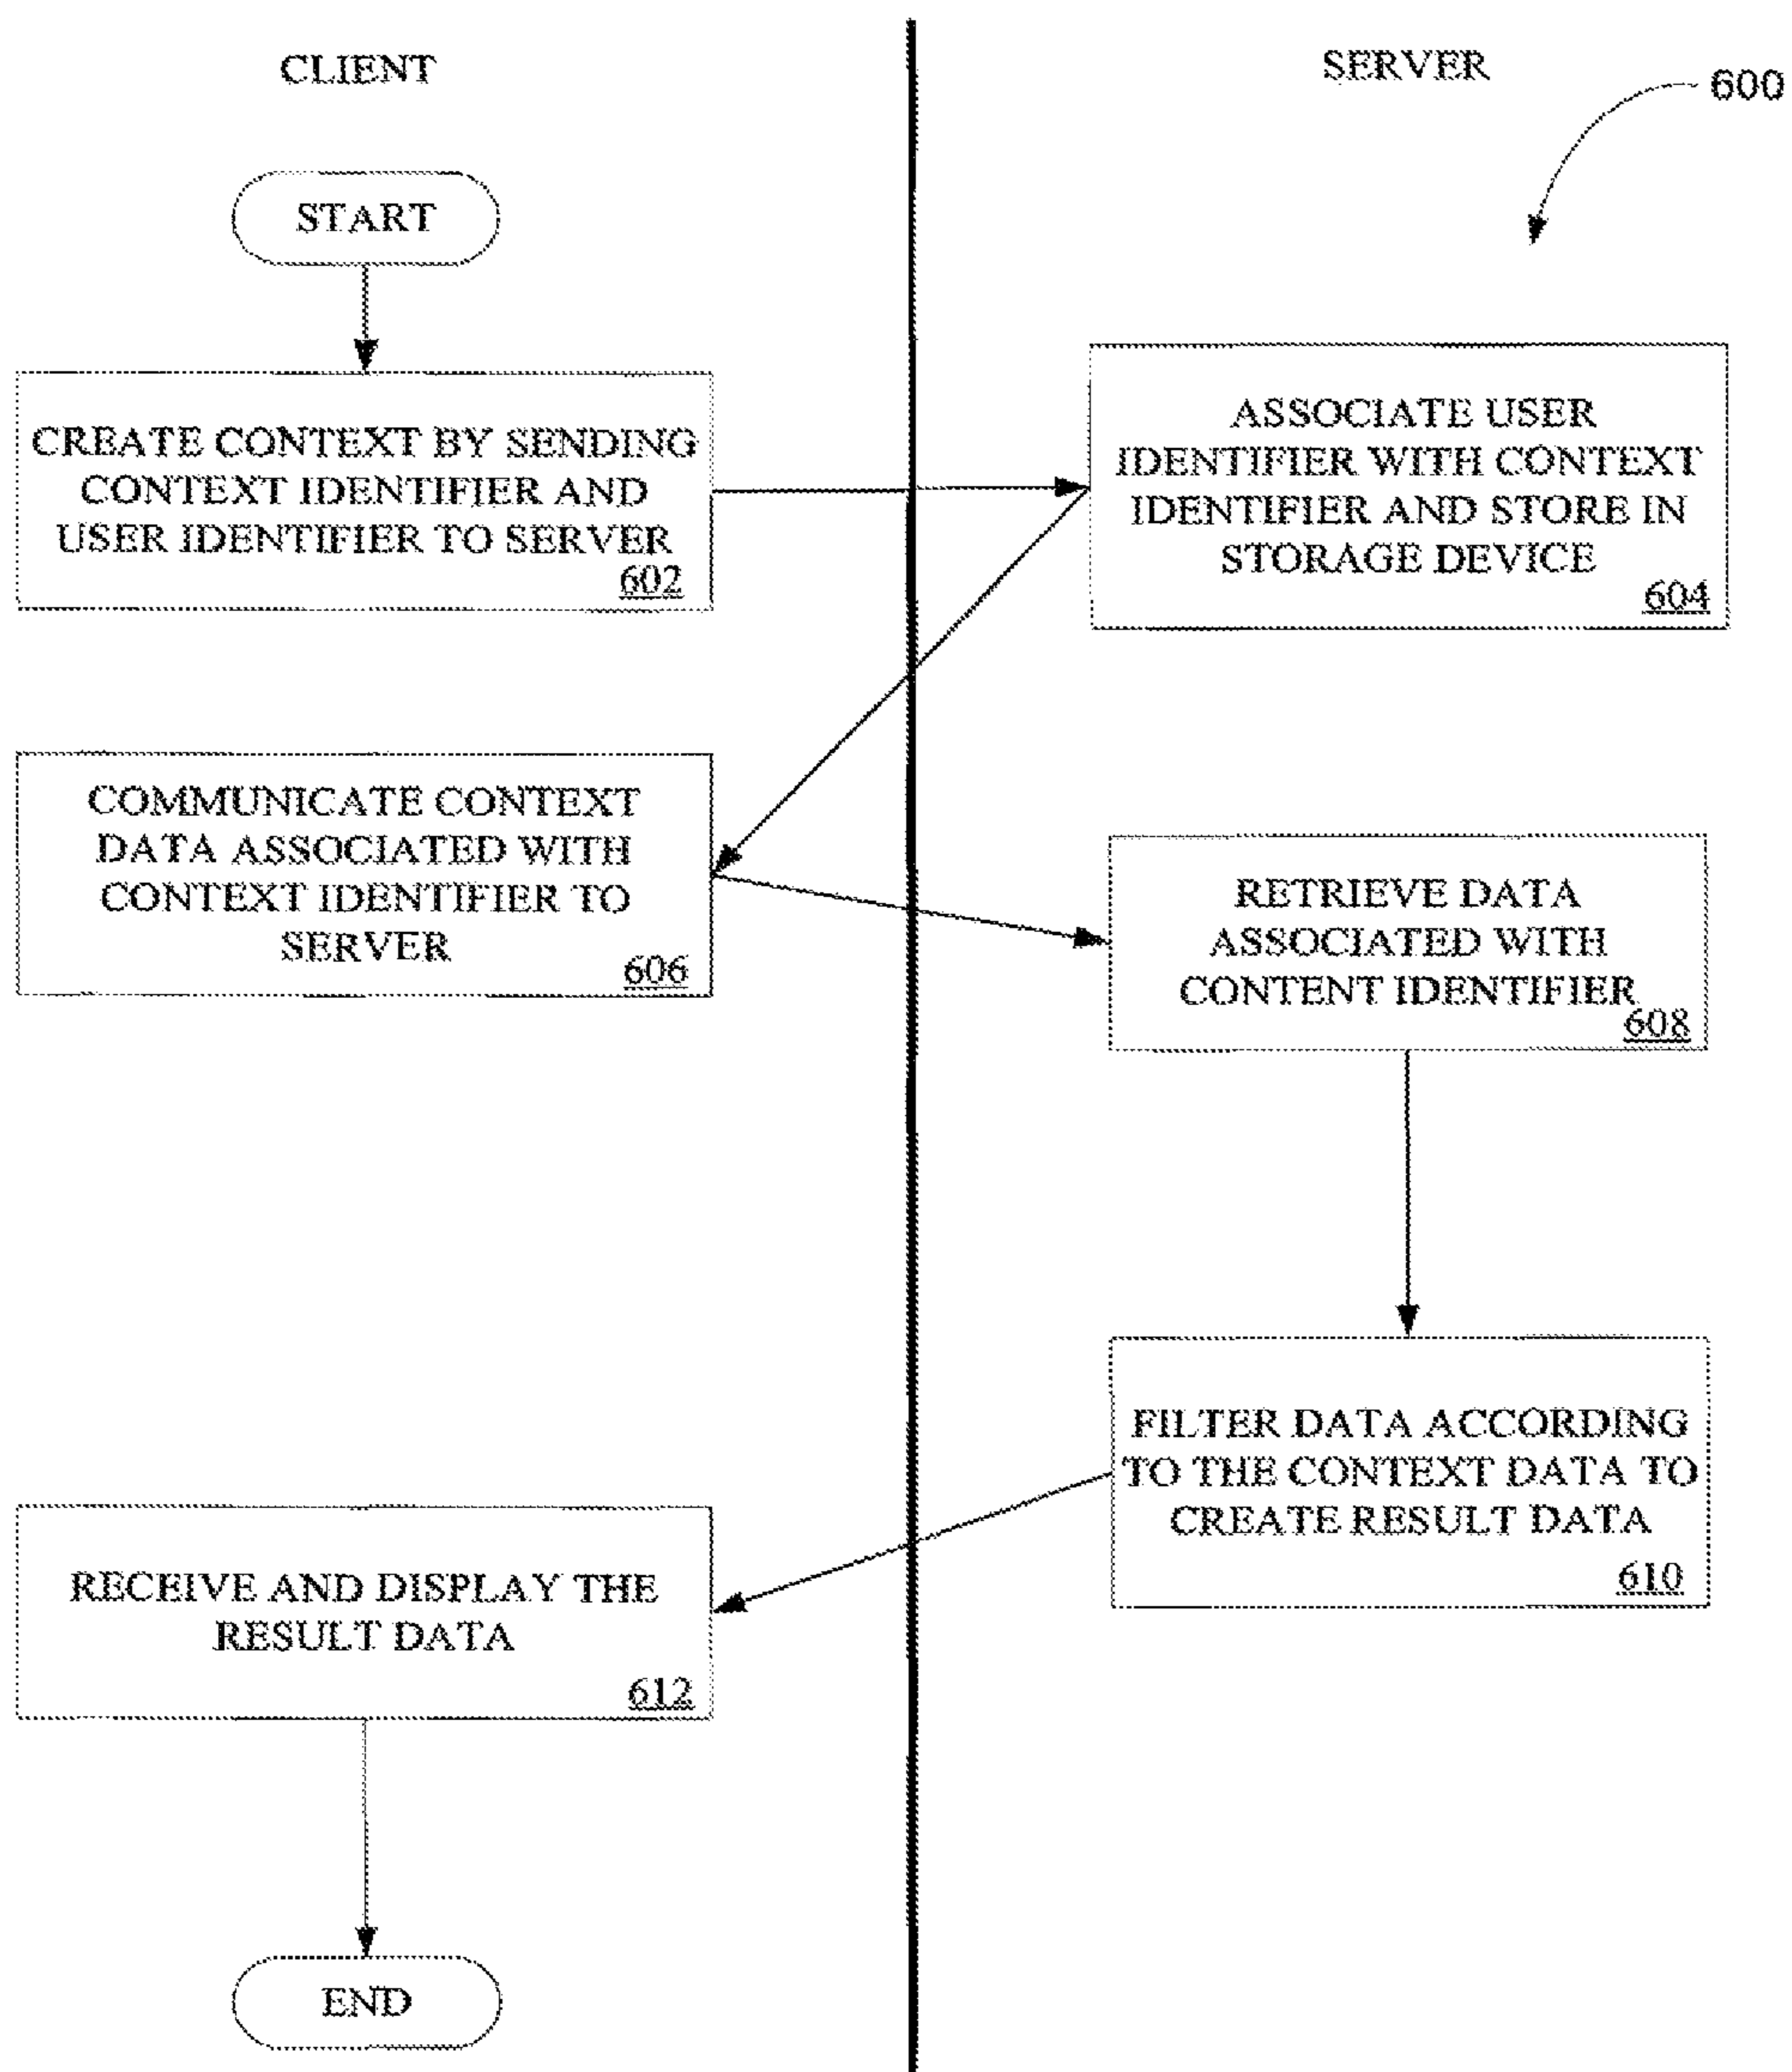 CLIENT
SERVER
600
START
CREATE CONTEXT BY SENDING
CONTEXT IDENTIFIER AND
USER IDENTIFIER TO SERVER
602
ASSOCIATE USER
IDENTIFIER WITH CONTEXT
IDENTIFIER AND STORE IN
STORAGE DEVICE
604
COMMUNICATE CONTEXT
DATA ASSOCIATED WITH
CONTEXT IDENTIFIER TO
SERVER
606
RETRIEVE DATA
ASSOCIATED WITH
CONTENT IDENTIFIER
608
FILTER DATA ACCORDING
TO THE CONTEXT DATA TO
CREATE RESULT DATA
610
RECEIVE AND DISPLAY THE
RESULT DATA
612
END